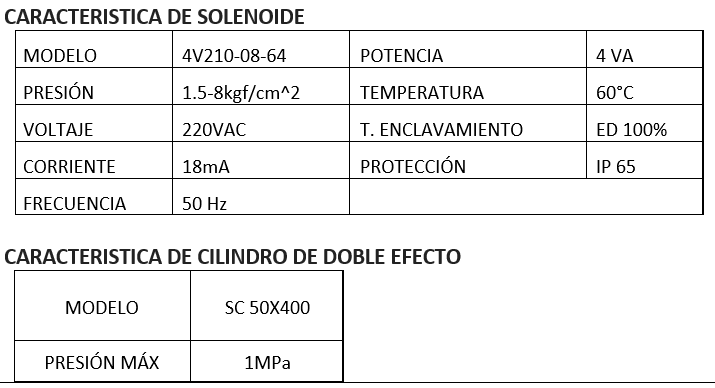 CARACTERISTICA DE SOLENOIDE
MODELO 4V210-08-64 POTENCIA 4 VA
PRESIÓN 1.5-8kgf/cm^2 TEMPERATURA 60°C
VOLTAJE 220VAC T. ENCLAVAMIENTO ED 100%
CORRIENTE 18mA PROTECCIÓN IP 65
FRECUENCIA 50 Hz
CARACTERISTICA DE CILINDRO DE DOBLE EFECTO
MODELO SC 50X400
PRESIÓN MÁX 1MPa